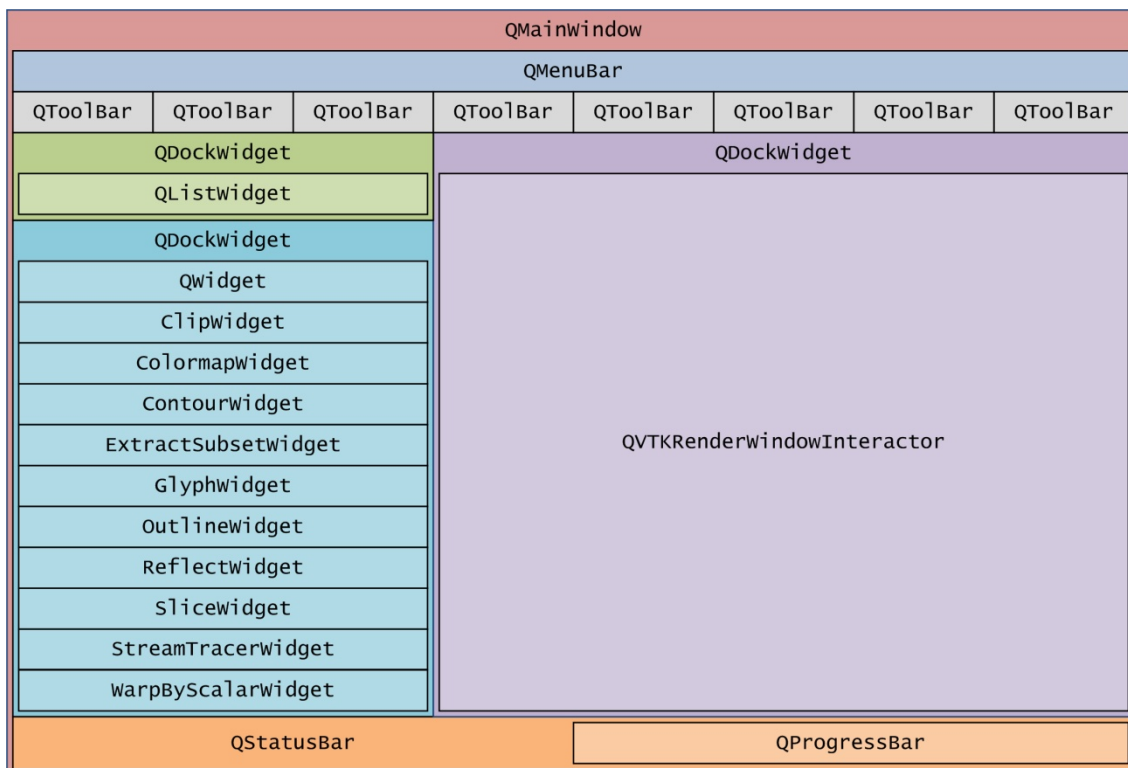 QMainWindow
QMenuBar
QToolBar QToolBar QToolBar QToolBar QToolBar QToolBar QToolBar QToolBar
QDockWidget
QListWidget
QDockWidget
QWidget
ClipWidget
ColormapWidget
ContourWidget
ExtractSubsetWidget
GlyphWidget
OutlineWidget
ReflectWidget
SliceWidget
StreamTracerWidget
WarpByScalarWidget
QDockWidget
QVTKRenderWindowInteractor
QStatusBar
QProgressBar